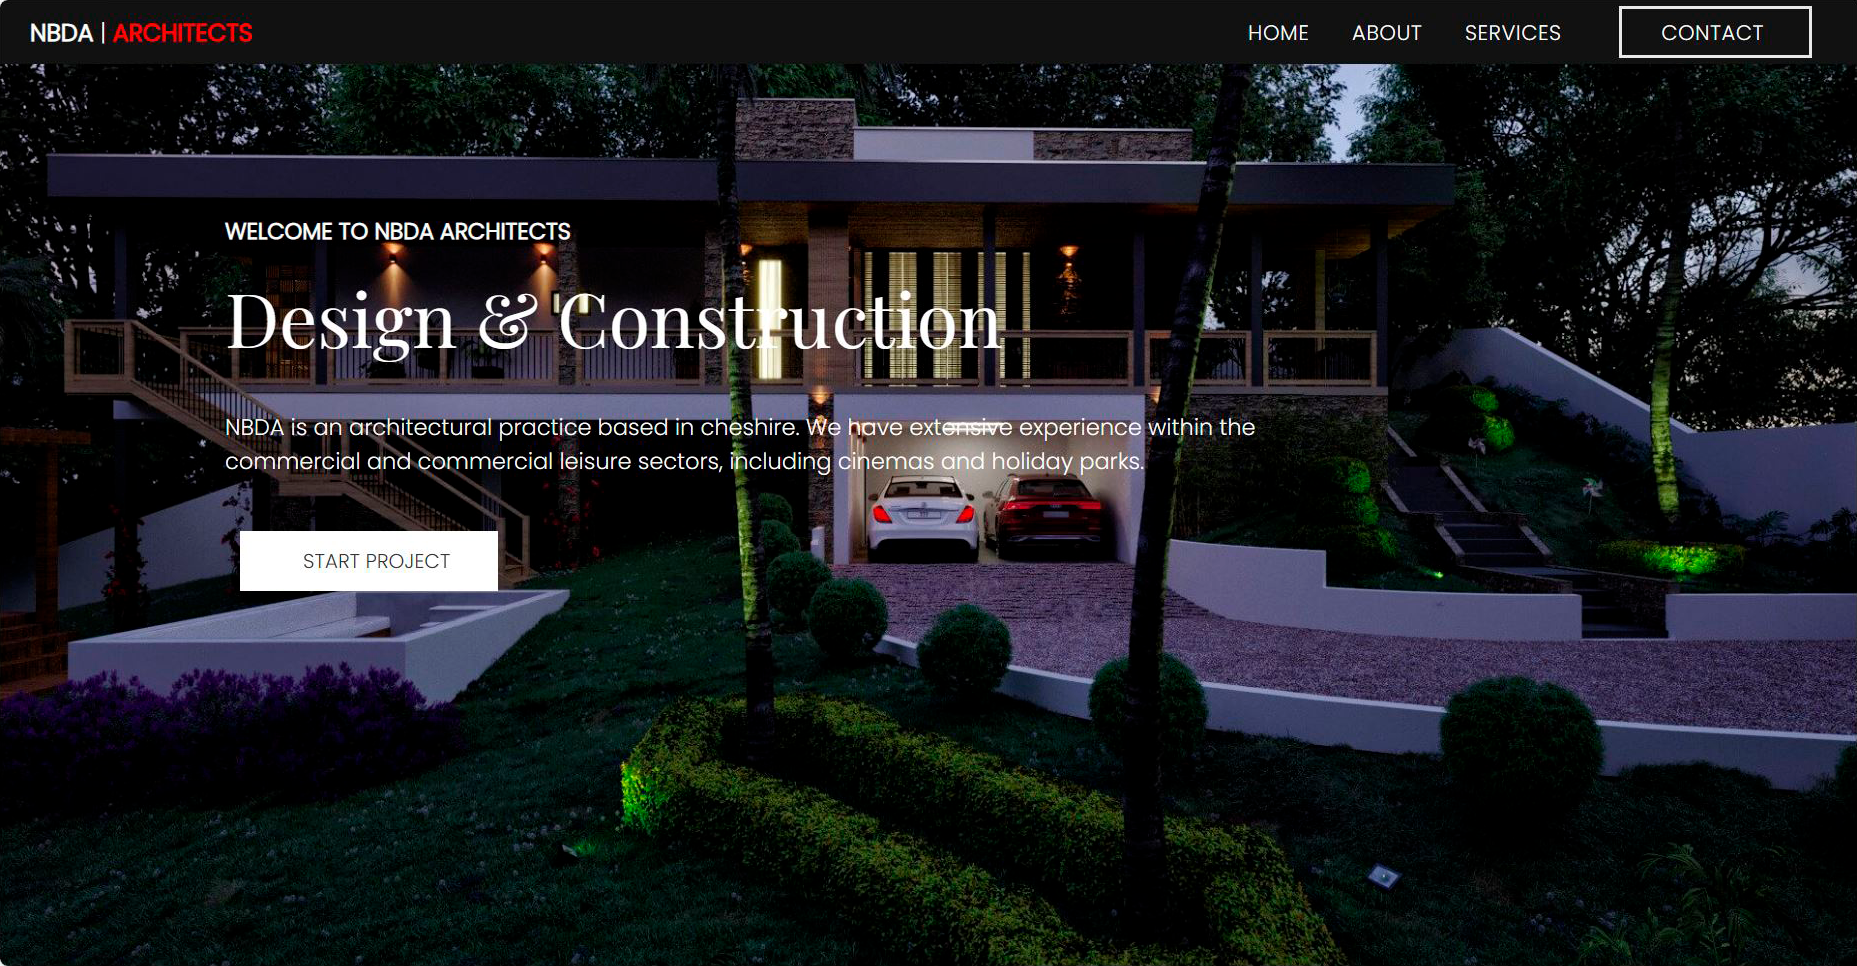 NBDA | ARCHITECTS
HOME ABOUT SERVICES CONTACT
WELCOME TO NBDA ARCHITECTS
Design & Construction
NBDA is an architectural practice based in cheshire. We have extensive experience within the
commercial and commercial leisure sectors, including cinemas and holiday parks.
START PROJECT